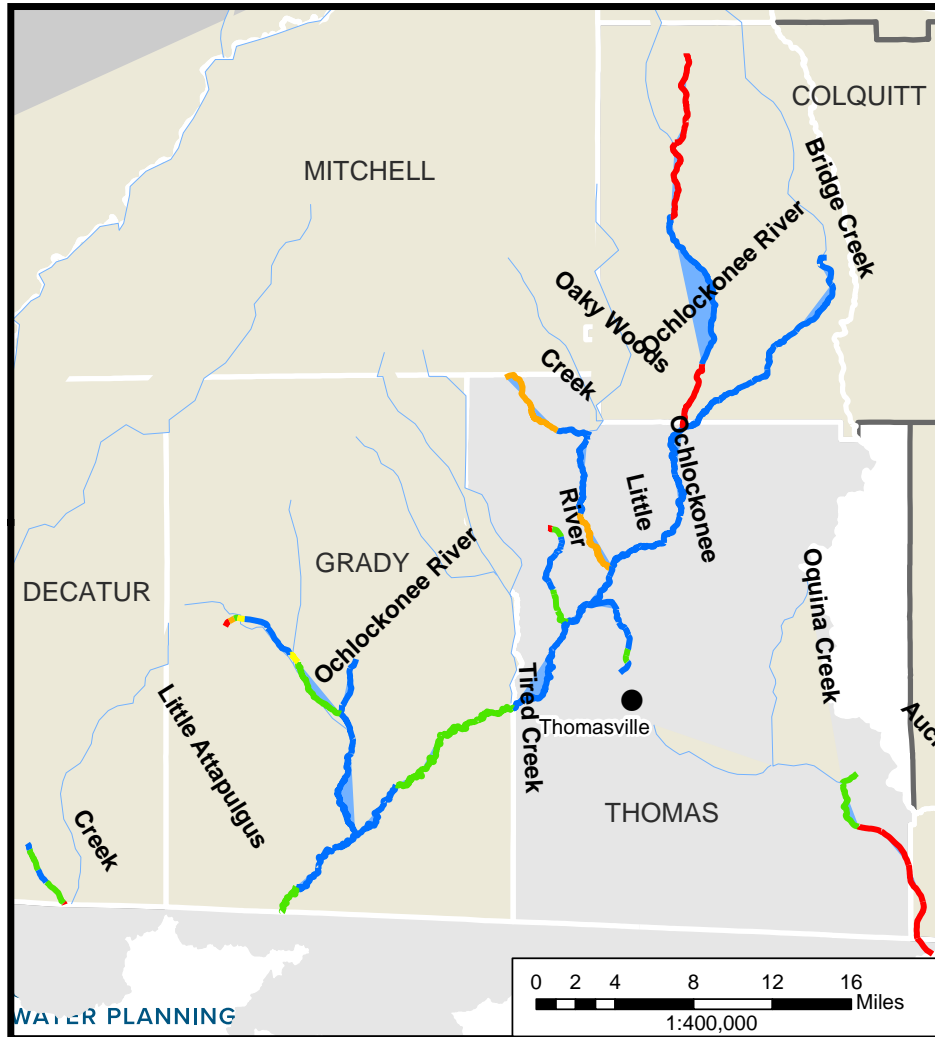 COLQUITT
MITCHELL
Bridge Creek
Ochlockonee River
Oaky Woods
Creek
Ochlockonee
Little
River
GRADY
DECATUR
Ochlockonee River
Oquina Creek
Little Attapulgus
Tired Creek
Thomasville
THOMAS
Creek
0 2 4 8 12 16
Miles
1:400,000
WATER PLANNING